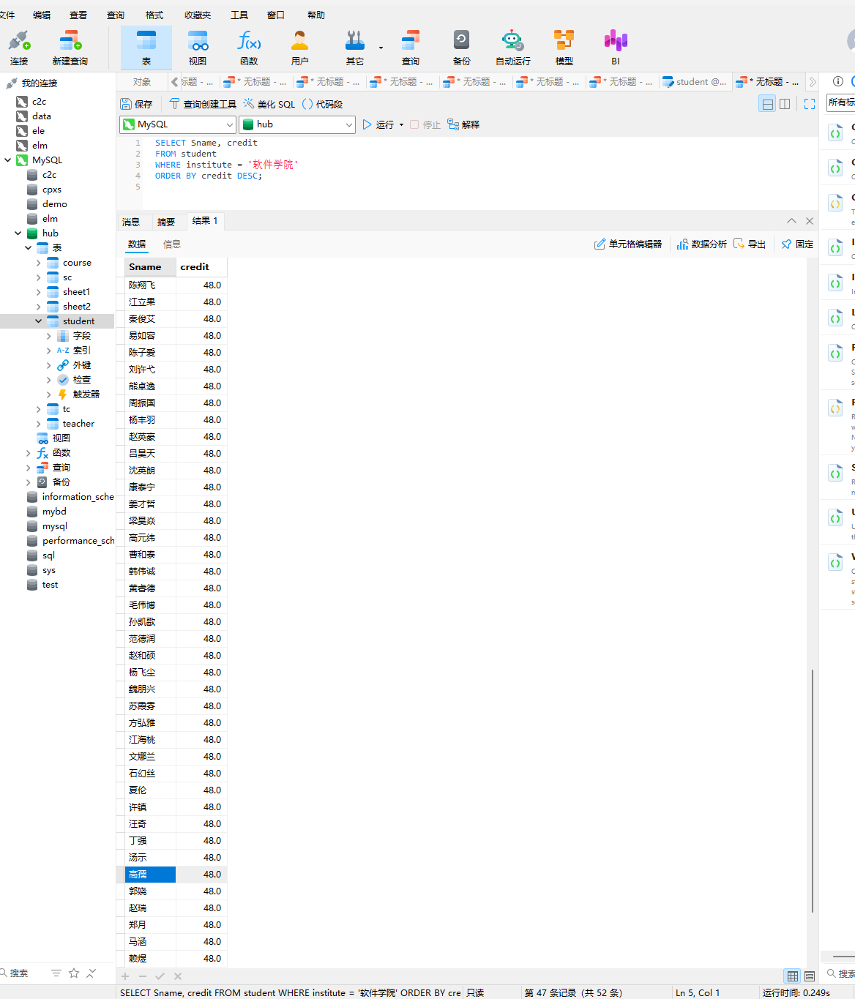 文件 编辑 查看 查询 格式 收藏夹 工具 窗口 帮助
连接 新建查询 表 视图 函数 用户 其它 查询 备份 自动运行 模型 BI
我的连接
c2c
data
ele
elm
MySQL
c2c
cpxs
demo
elm
hub
表
course
sc
sheet1
sheet2
student
字段
A-Z 索引
外键
检查
触发器
tc
teacher
视图
函数
查询
备份
information_sche
mybd
mysql
performance_sch
sql
sys
test
搜索
对象 标题 - ... * 无标题 - ... * 无标题 - ... * 无标题 - ... * 无标题 - ... * 无标题 - ... * 无标题 - ... student @... * 无标题 - ...
保存 查询创建工具 美化 SQL () 代码段
MySQL hub 运行 停止 解释
1 SELECT Sname, credit
2 FROM student
3 WHERE institute = '软件学院'
4 ORDER BY credit DESC;
5
消息 摘要 结果 1
数据 信息 单元格编辑器 数据分析 导出 固定
Sname credit
陈翔飞 48.0
江立果 48.0
秦俊艾 48.0
易如容 48.0
陈子爱 48.0
刘许弋 48.0
熊卓逸 48.0
周振国 48.0
杨丰羽 48.0
赵英豪 48.0
吕昊天 48.0
沈英朗 48.0
康泰宁 48.0
姜才哲 48.0
梁昊焱 48.0
高元纬 48.0
曹和泰 48.0
韩伟诚 48.0
黄睿德 48.0
毛伟博 48.0
孙凯歌 48.0
范德润 48.0
赵和硕 48.0
杨飞尘 48.0
魏朋兴 48.0
苏霞雰 48.0
方弘雅 48.0
江海桃 48.0
文娜兰 48.0
石幻丝 48.0
夏伦 48.0
许镇 48.0
汪奇 48.0
丁强 48.0
汤示 48.0
高孺 48.0
郭娆 48.0
赵瑞 48.0
郑月 48.0
马涵 48.0
赖煜 48.0
SELECT Sname, credit FROM student WHERE institute = '软件学院' ORDER BY cre 只读 第 47 条记录 (共 52 条) Ln 5, Col 1 运行时间: 0.249s
所有标
搜索